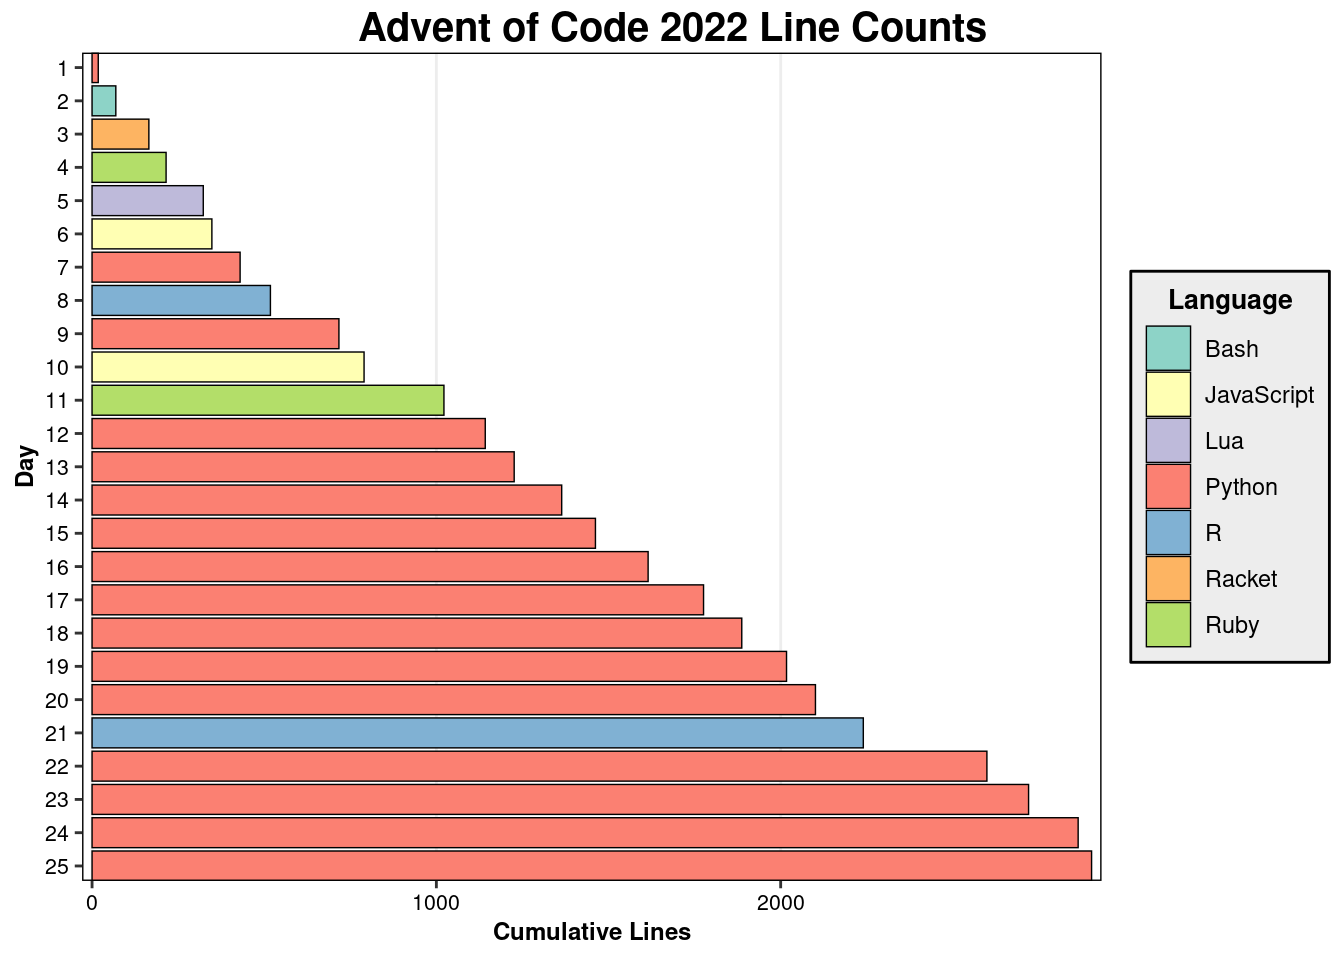 Advent of Code 2022 Line Counts
Day
1
2
3
4
5
6
7
8
9
10
11
12
13
14
15
16
17
18
19
20
21
22
23
24
25
0 1000 2000
Cumulative Lines
Language
Bash
JavaScript
Lua
Python
R
Racket
Ruby